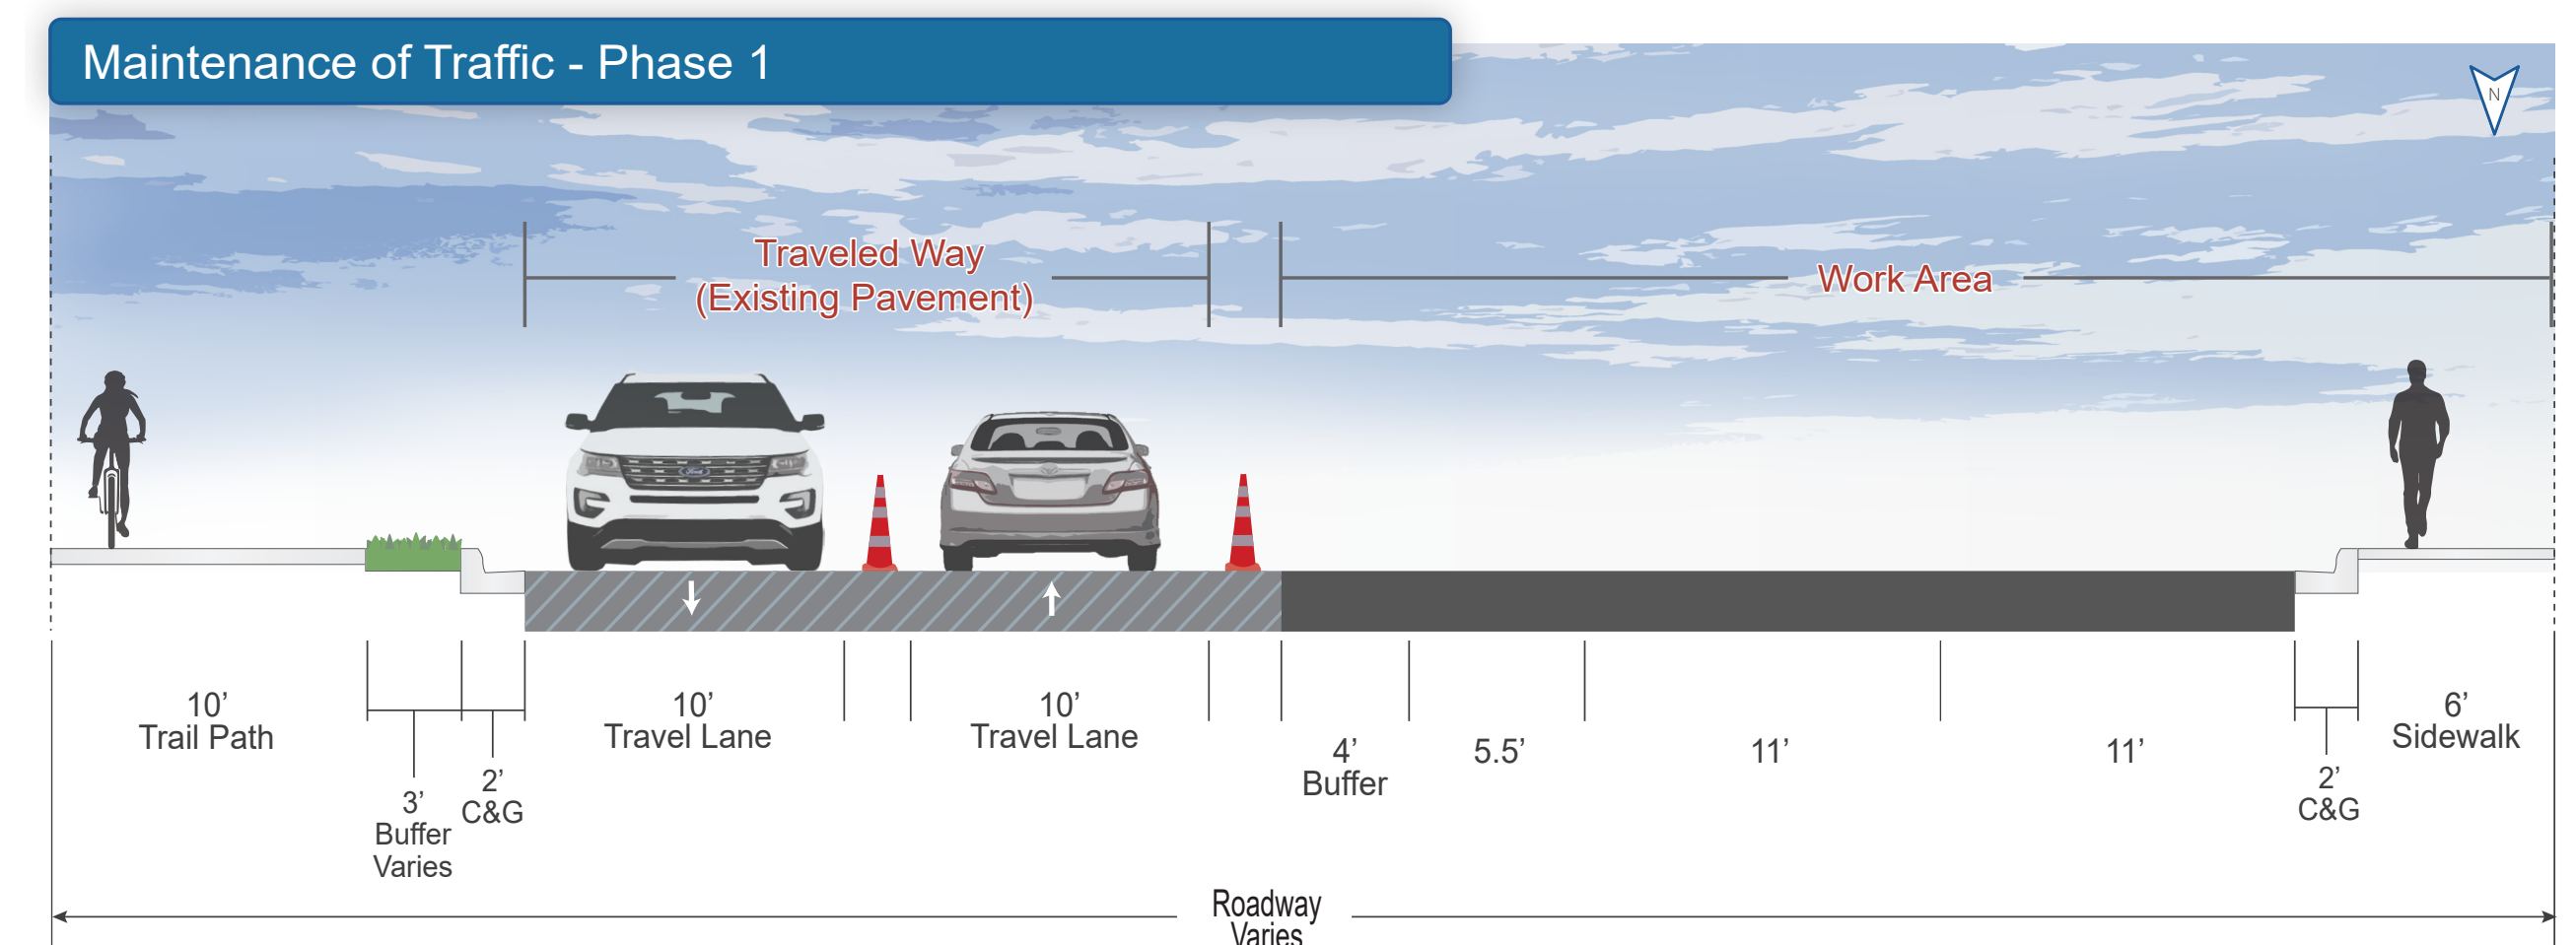 Maintenance of Traffic - Phase 1
N
Traveled Way
(Existing Pavement)
Work Area
Ford
10’
Trail Path
3’
Buffer
Varies
2’
C&G
10’
Travel Lane
10’
Travel Lane
4’
Buffer
5.5’
11’
11’
2’
C&G
6’
Sidewalk
Roadway
Varies